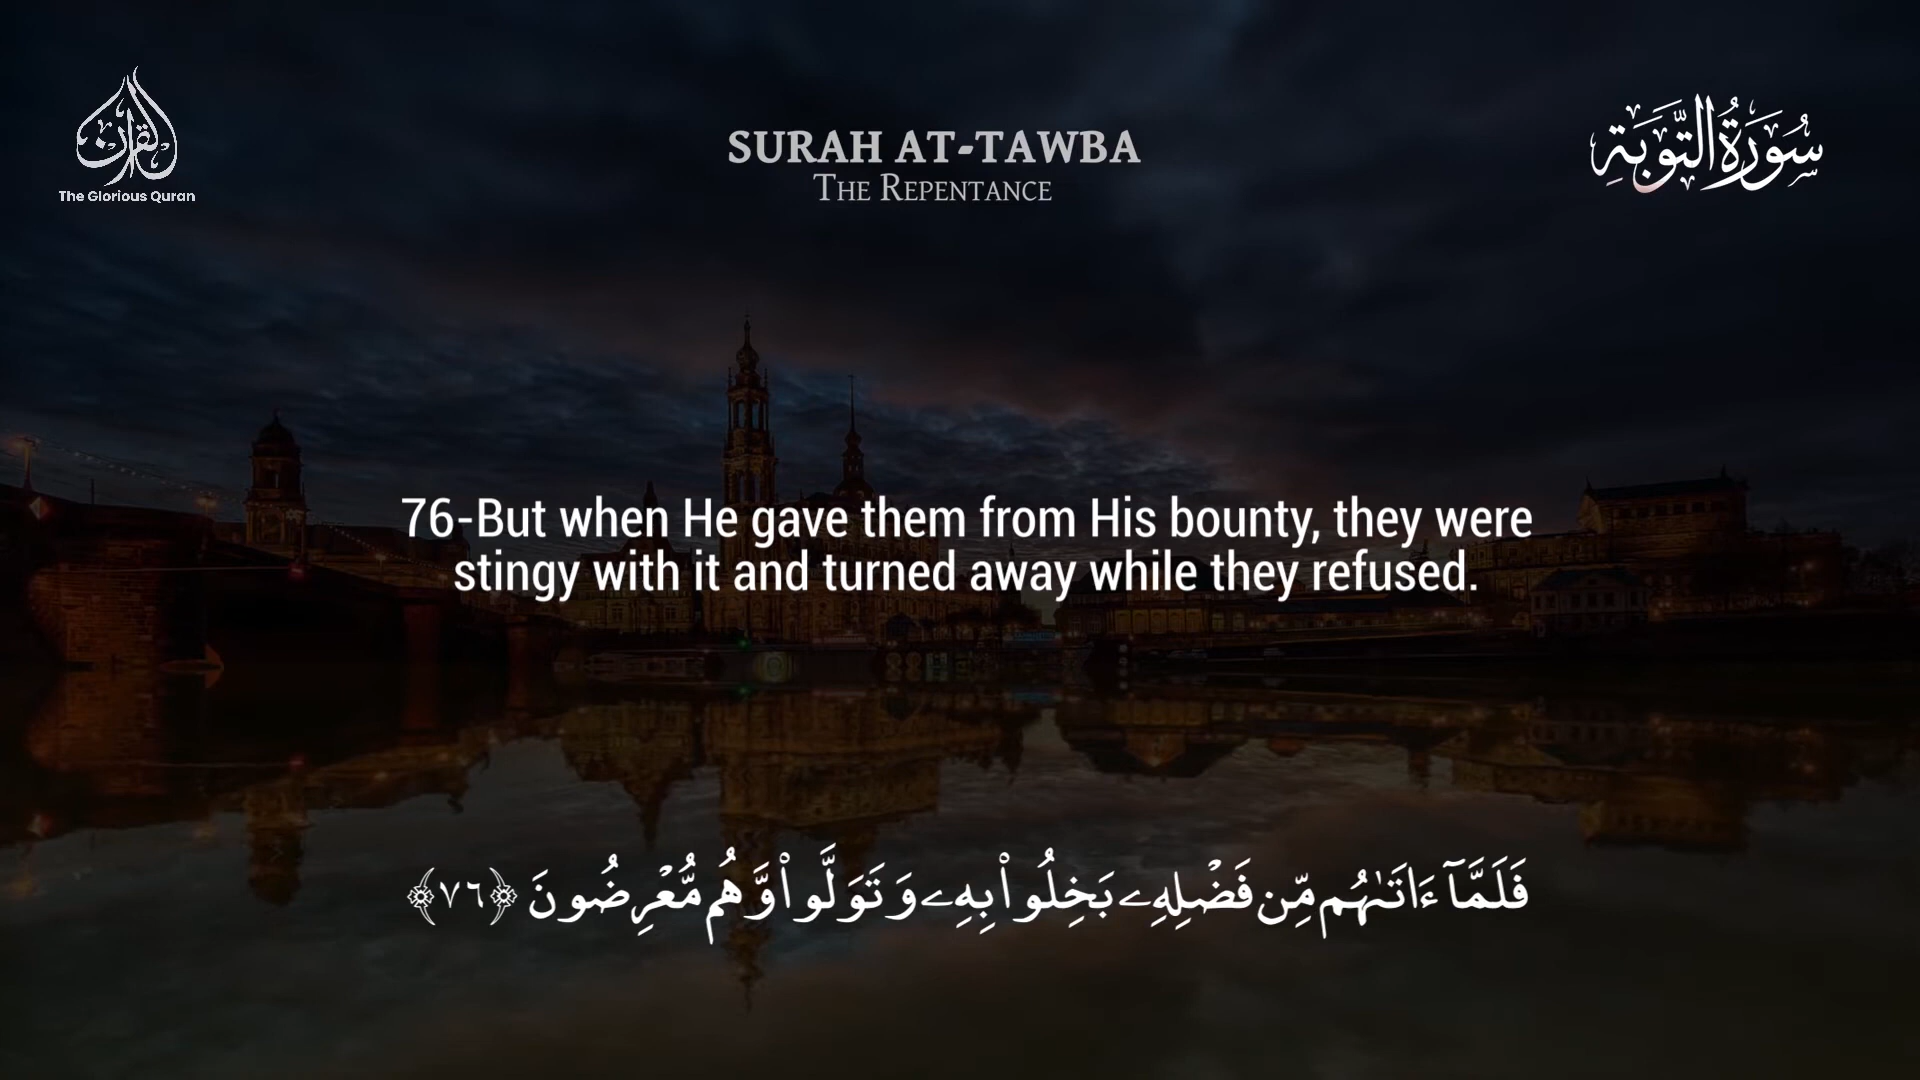 القرآن
The Glorious Quran
SURAH AT-TAWBA
THE REPENTANCE
سُورَةُ التَّوْبَةِ
76-But when He gave them from His bounty, they were
stingy with it and turned away while they refused.
فَلَمَّآ ءَاتَىٰهُم مِّن فَضْلِهِۦ بَخِلُوا۟ بِهِۦ وَتَوَلَّوا۟ وَّهُم مُّعْرِضُونَ ﴿٧٦﴾